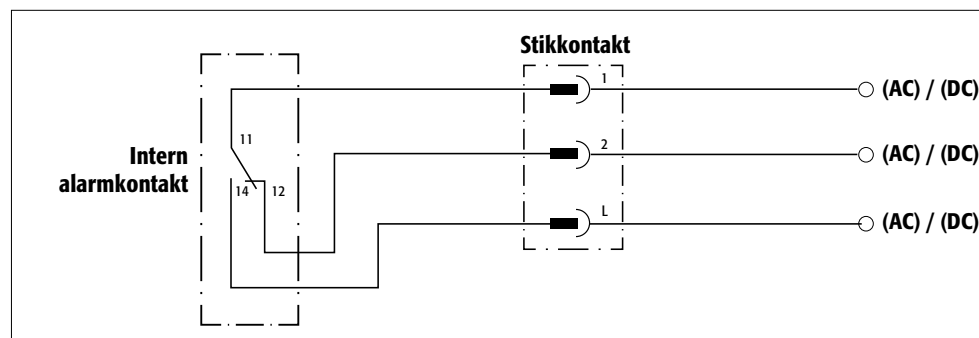 Stikkontakt
1
(AC) / (DC)
11
2
Intern
alarmkontakt
(AC) / (DC)
14
12
L
(AC) / (DC)